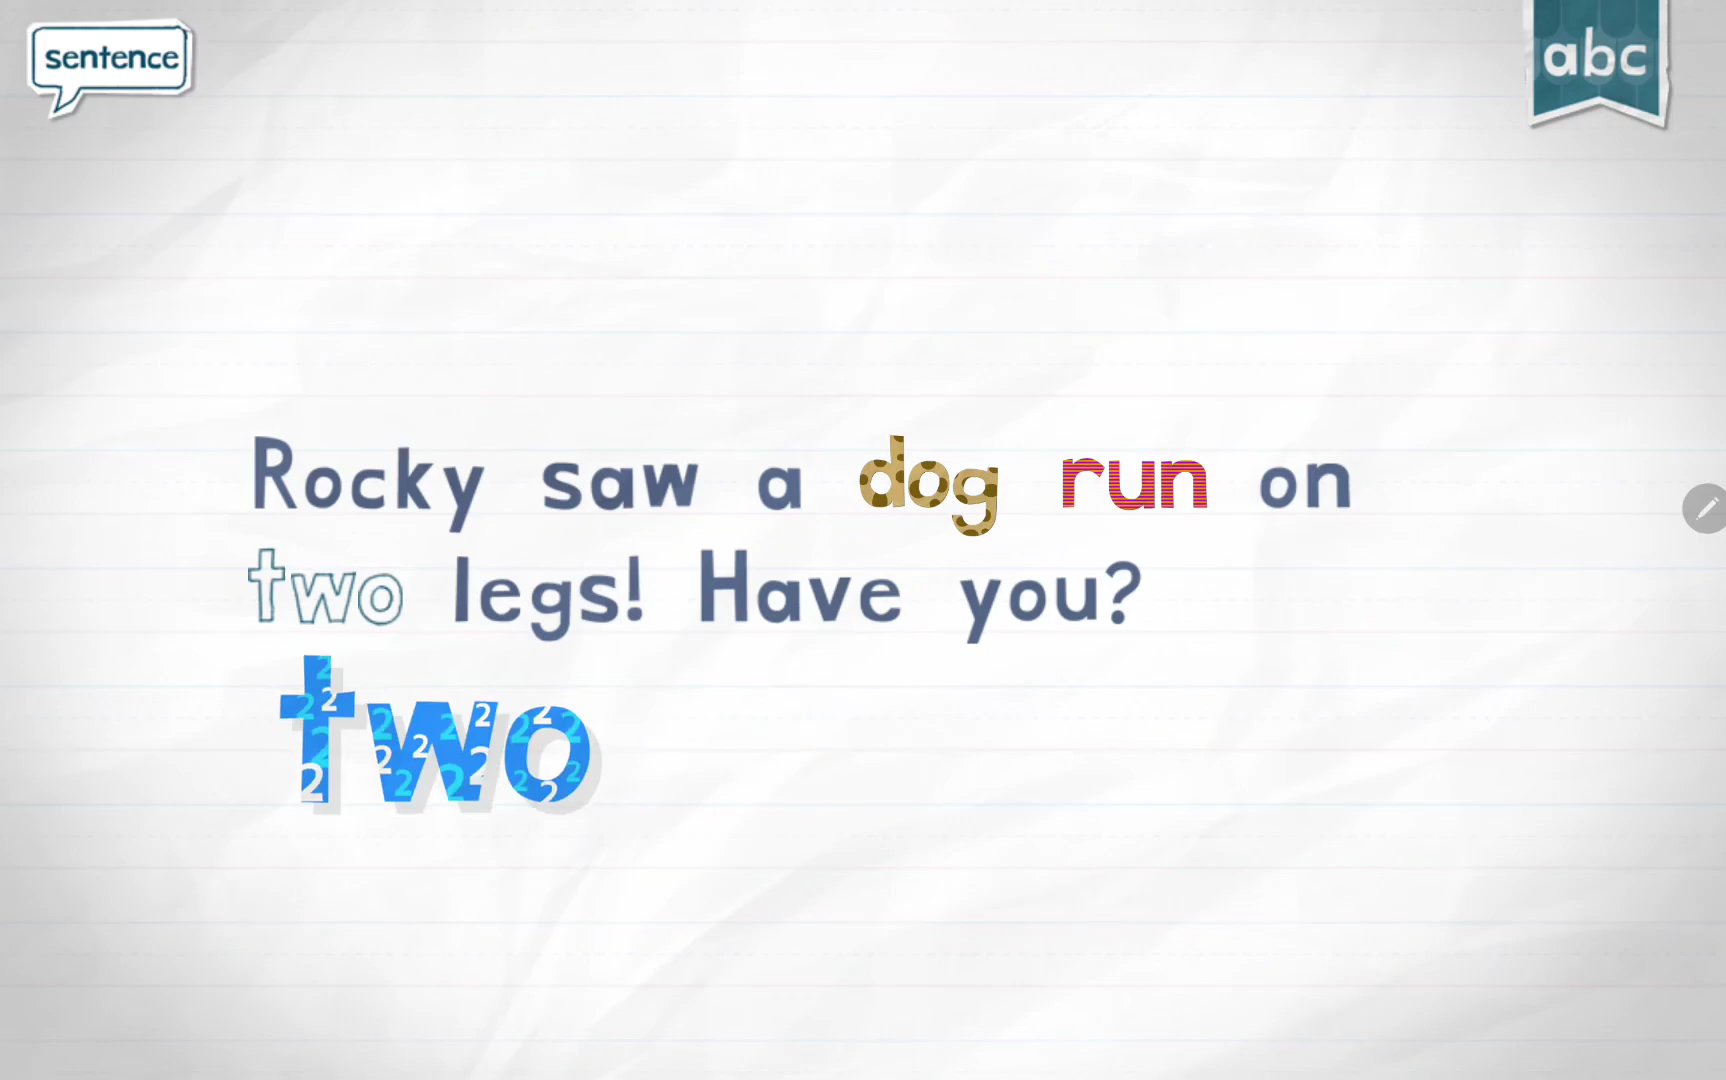 sentence
abc
Rocky saw a dog run on
two legs! Have you?
two